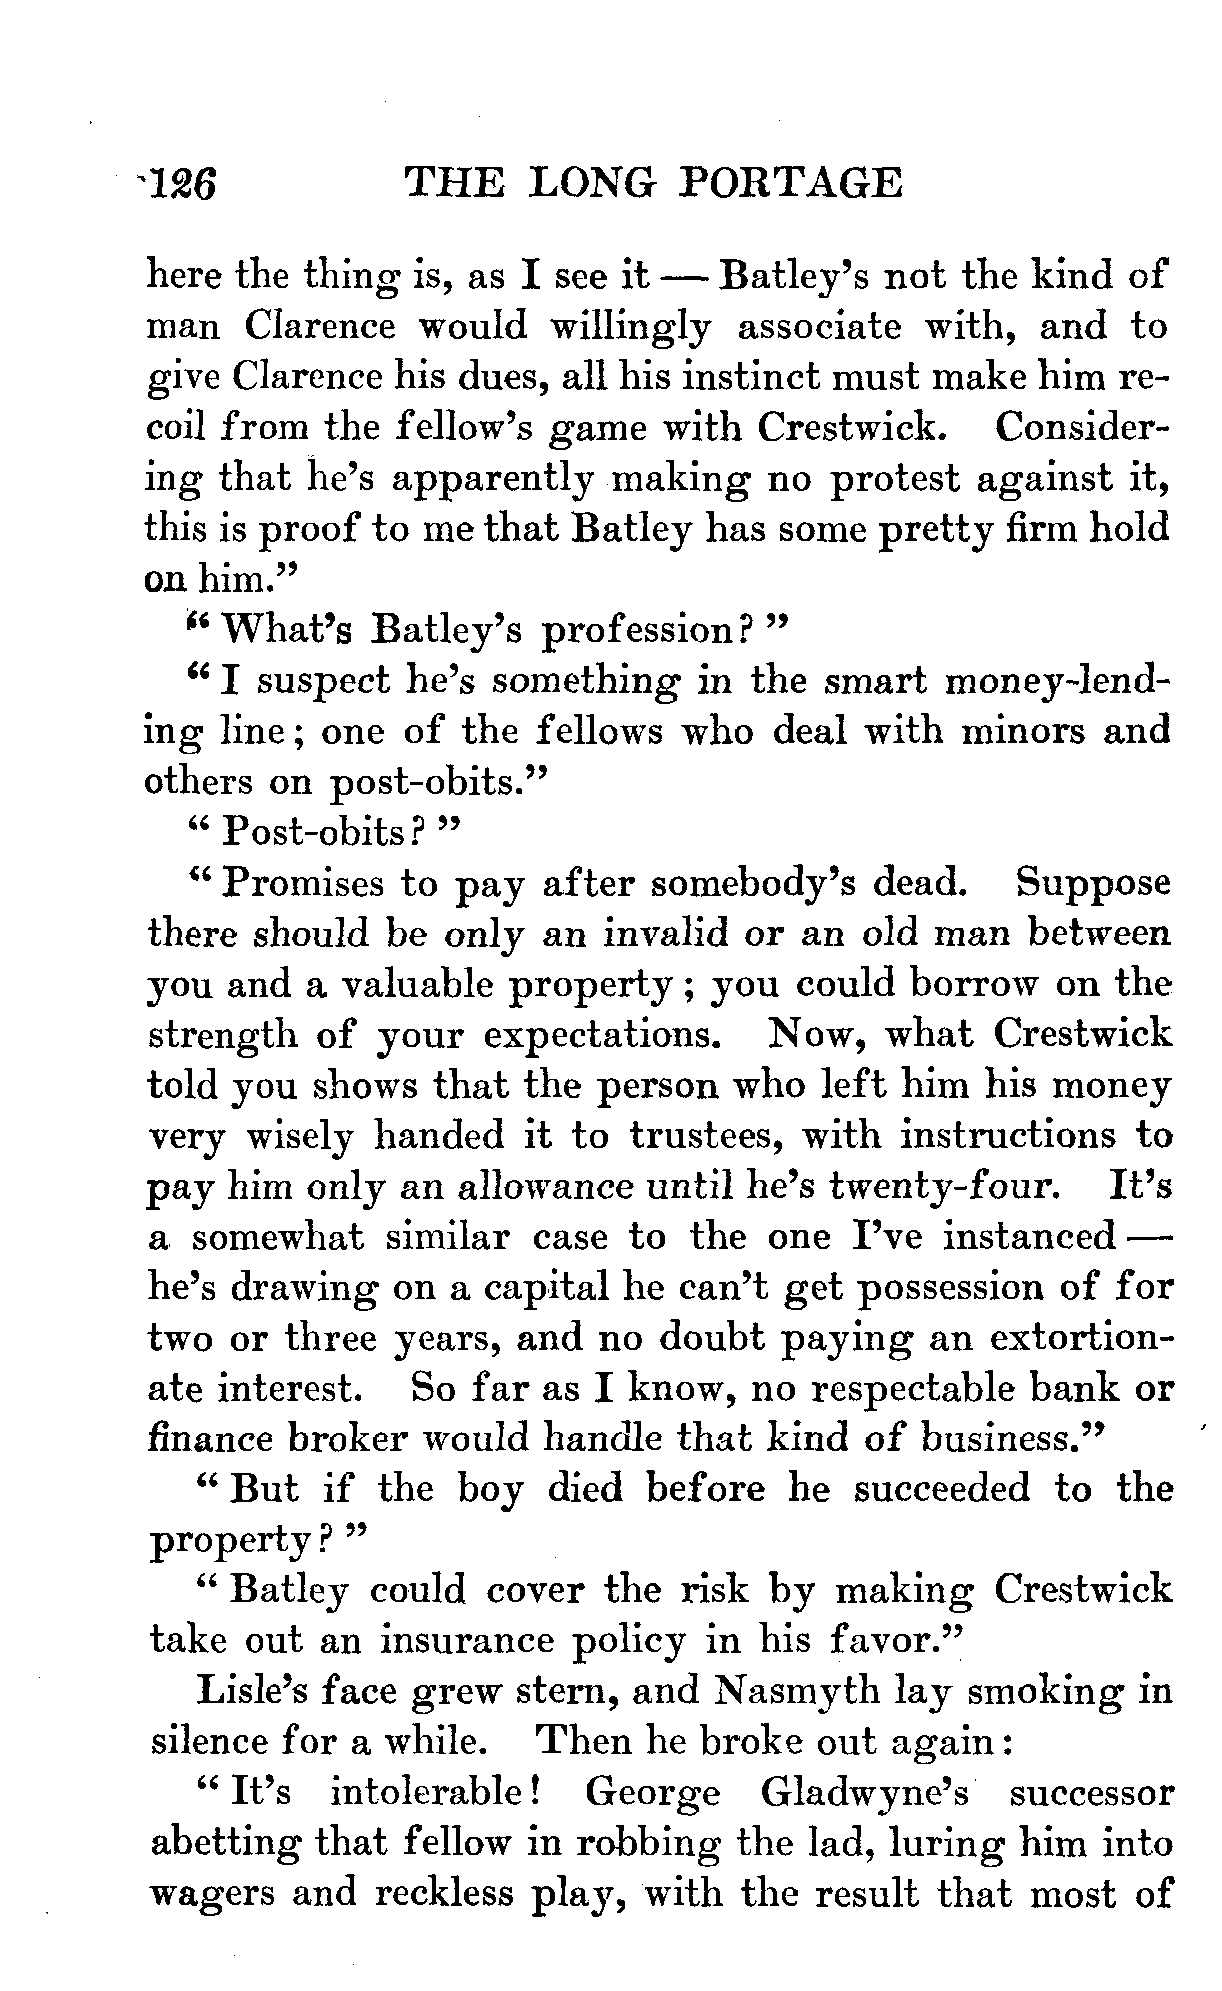 126 THE LONG PORTAGE
here the thing is, as I see it — Batley's not the kind of
man Clarence would willingly associate with, and to
give Clarence his dues, all his instinct must make him re-
coil from the fellow's game with Crestwick. Consider-
ing that he's apparently making no protest against it,
this is proof to me that Batley has some pretty firm hold
on him."
"What's Batley's profession?"
"I suspect he's something in the smart money-lend-
ing line; one of the fellows who deal with minors and
others on post-obits."
"Post-obits?"
"Promises to pay after somebody's dead. Suppose
there should be only an invalid or an old man between
you and a valuable property; you could borrow on the
strength of your expectations. Now, what Crestwick
told you shows that the person who left him his money
very wisely handed it to trustees, with instructions to
pay him only an allowance until he's twenty-four. It's
a somewhat similar case to the one I've instanced —
he's drawing on a capital he can't get possession of for
two or three years, and no doubt paying an extortion-
ate interest. So far as I know, no respectable bank or
finance broker would handle that kind of business."
"But if the boy died before he succeeded to the
property?"
"Batley could cover the risk by making Crestwick
take out an insurance policy in his favor."
Lisle's face grew stern, and Nasmyth lay smoking in
silence for a while. Then he broke out again:
"It's intolerable! George Gladwyne's successor
abetting that fellow in robbing the lad, luring him into
wagers and reckless play, with the result that most of